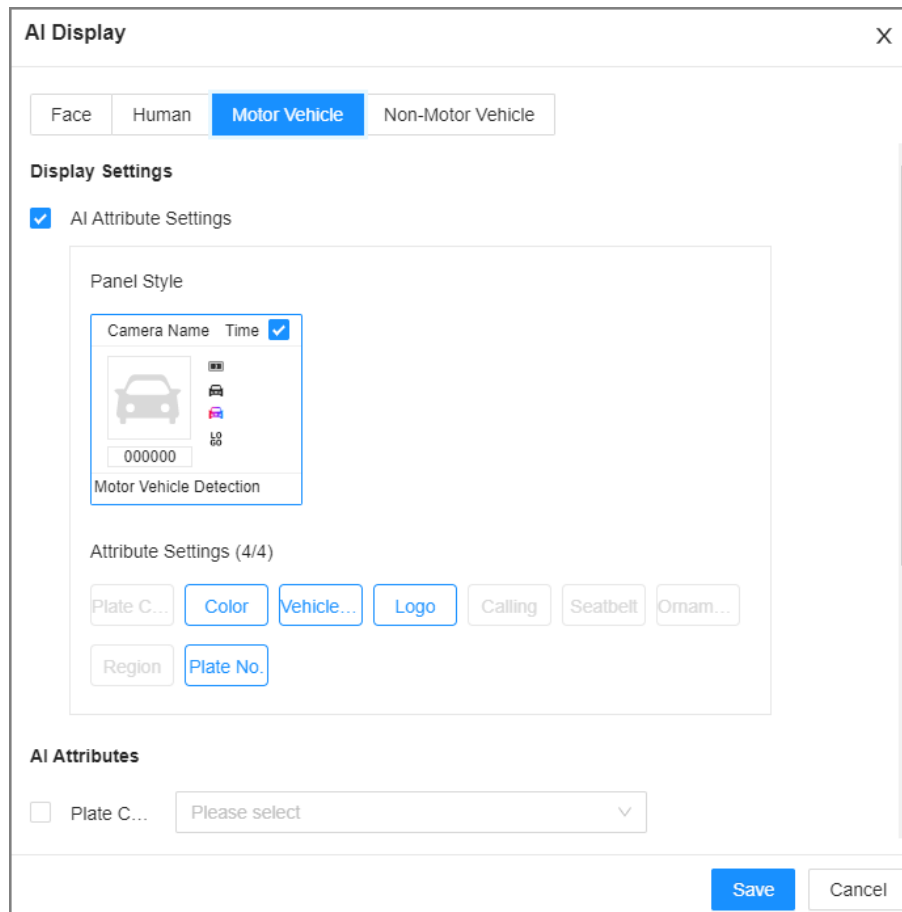 AI Display X
Face Human Motor Vehicle Non-Motor Vehicle
Display Settings
AI Attribute Settings
Panel Style
Camera Name Time
LOGO
000000
Motor Vehicle Detection
Attribute Settings (4/4)
Plate C... Color Vehicle... Logo Calling Seatbelt Ornam...
Region Plate No.
AI Attributes
Plate C... Please select
Save Cancel